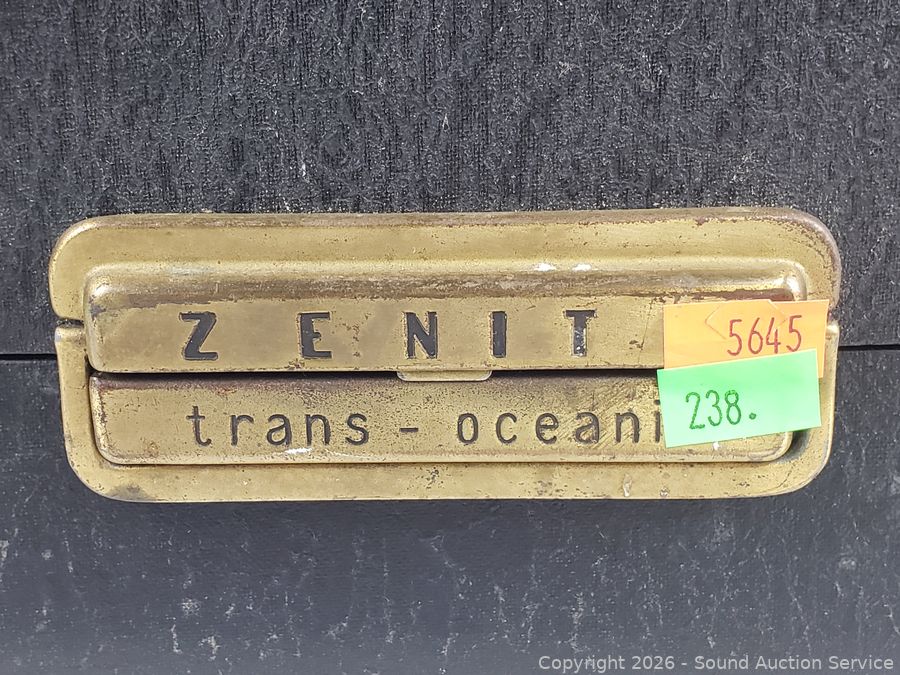 ZENIT
5645
trans-oceani
238.
Copyright 2026 - Sound Auction Service